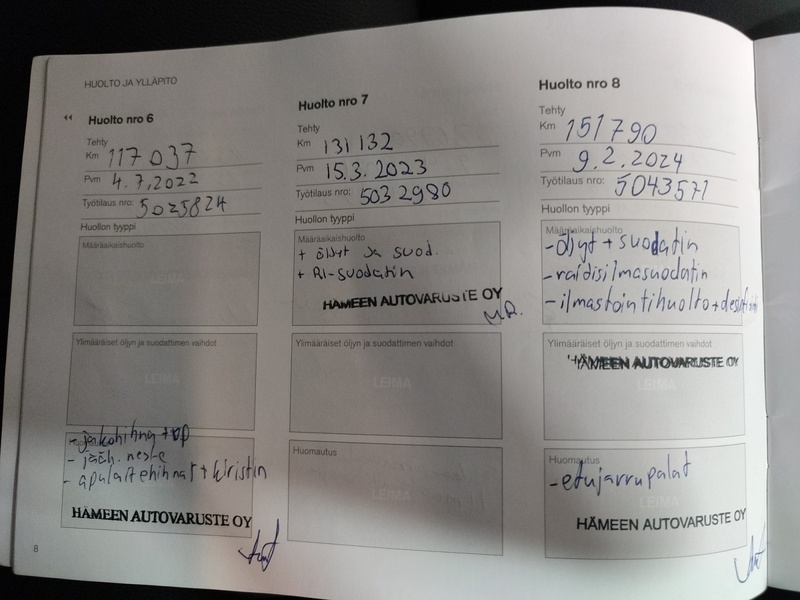 HUOLTO JA YLLÄPITO
Huolto nro 6
Tehty
Km 117 037
Pvm 4.7.2022
Työtilaus nro: 5025824
Huollon tyyppi
Määräaikaishuolto
Ylimääräiset öljyn ja suodattimen vaihdot
LEIMA
- jakohihna + vp
- jääh. neste
- apulaitehihnat + kiristin
HÄMEEN AUTOVARUSTE OY
Huolto nro 7
Tehty
Km 131 132
Pvm 15.3.2023
Työtilaus nro: 503 2980
Huollon tyyppi
Määräaikaishuolto
+ öljyt ja suod.
+ RI-suodatin
HÄMEEN AUTOVARUSTE OY
Ylimääräiset öljyn ja suodattimen vaihdot
LEIMA
Huomautus
Huolto nro 8
Tehty
Km 151 790
Pvm 9.2.2024
Työtilaus nro: 5043571
Huollon tyyppi
Määräaikaishuolto
- öljyt + suodatin
- raidisilmasuodatin
- ilmastointihuolto +
Ylimääräiset öljyn ja suodattimen vaihdot
HÄMEEN AUTOVARUSTE OY
LEIMA
Huomautus
- etujarrupalat
LEIMA
HÄMEEN AUTOVARUSTE OY
8